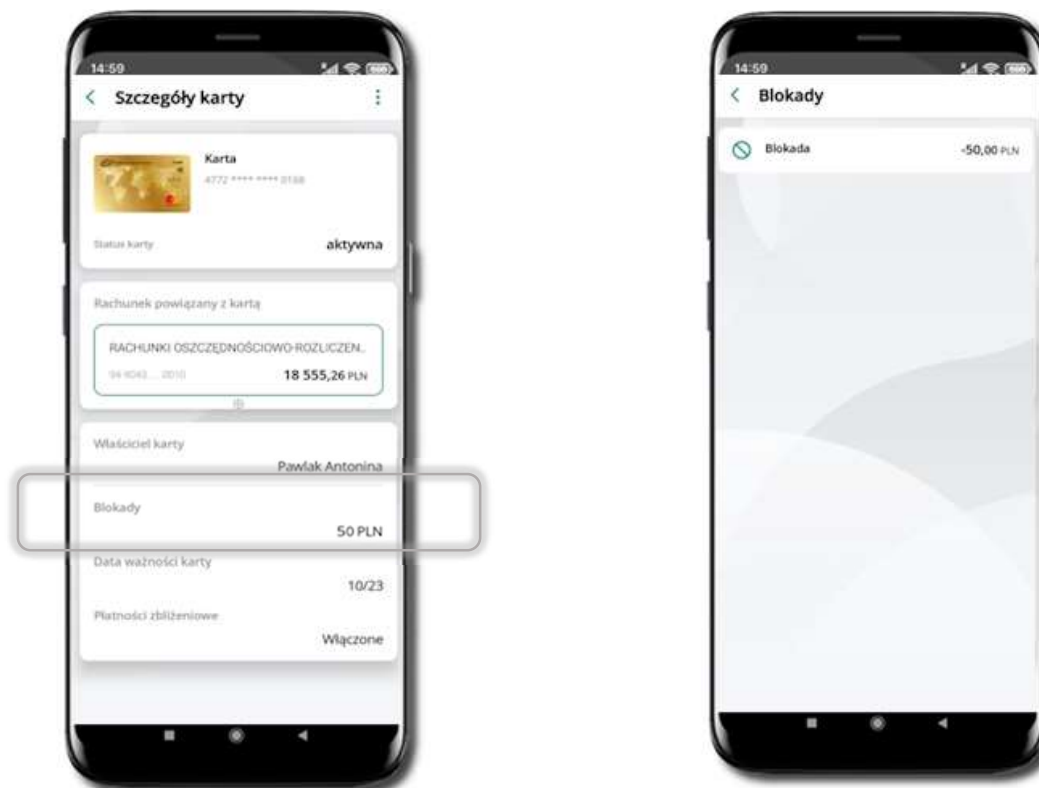 14:59
Szczegóły karty
Karta
4772 **** **** 0168
Status karty
aktywna
Rachunek powiązany z kartą
RACHUNKI OSZCZĘDNOŚCIOWO-ROZLICZEN..
18 555,26 PLN
Właściciel karty
Pawlak Antonina
Blokady
50 PLN
Data ważności karty
10/23
Płatności zbliżeniowe
Włączone
14:59
Blokady
Blokada
-50,00 PLN